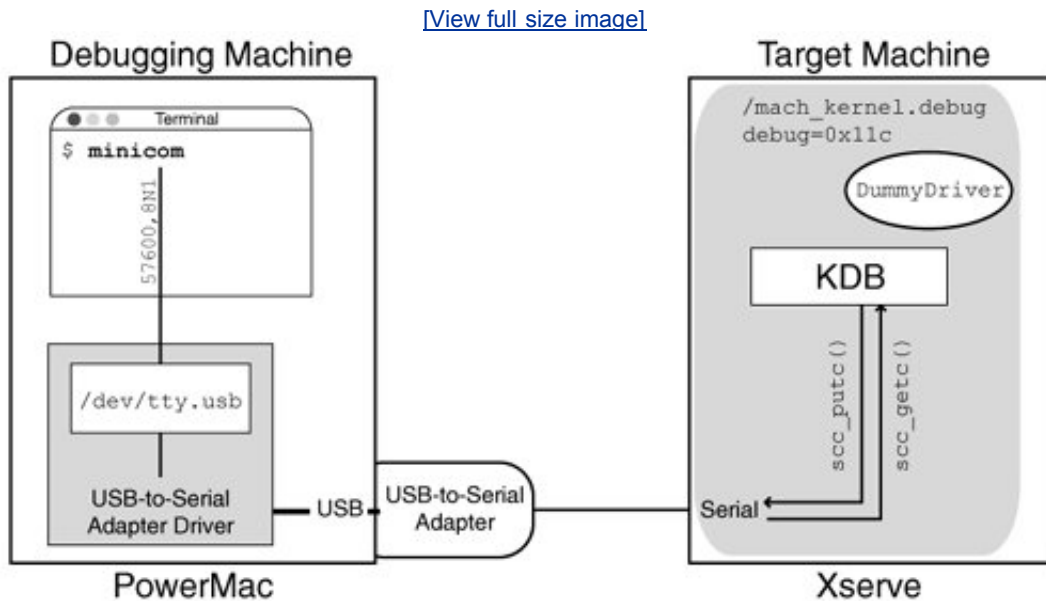 [View full size image]
Debugging Machine
Target Machine
Terminal
$ minicom
57600,8N1
/dev/tty.usb
USB-to-Serial
Adapter Driver
USB
USB-to-Serial
Adapter
/mach_kernel.debug
debug=0x11c
DummyDriver
KDB
scc_putc()
scc_getc()
Serial
PowerMac
Xserve